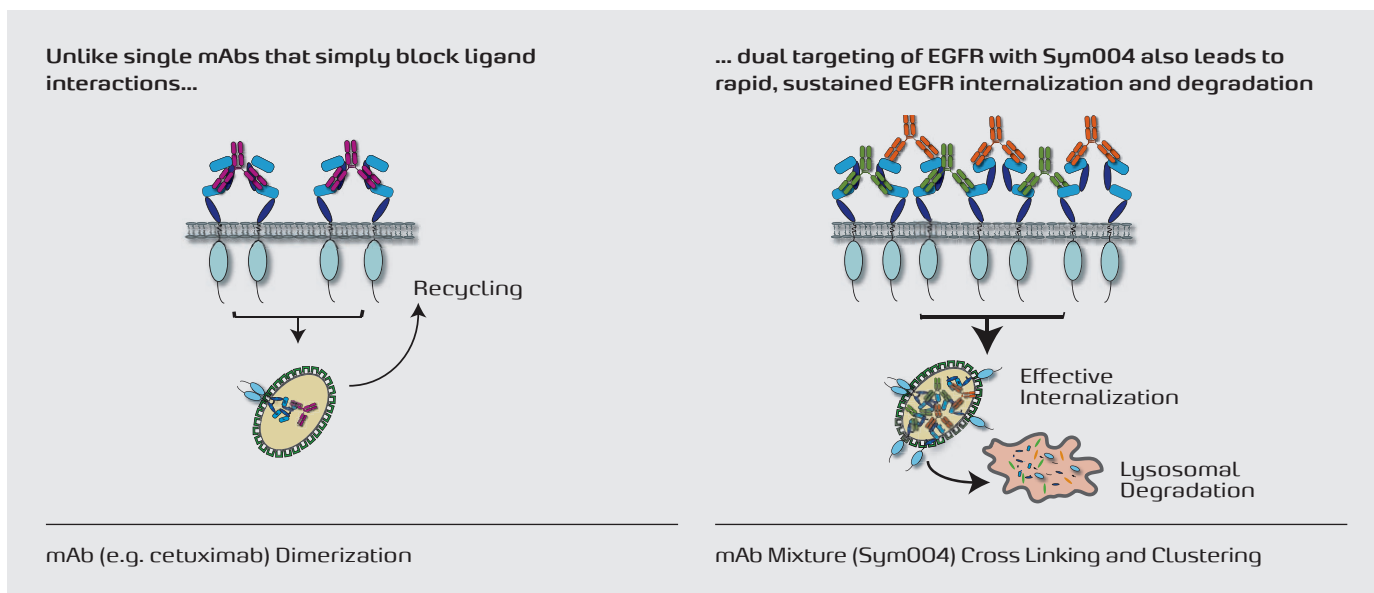 Unlike single mAbs that simply block ligand
interactions...
Recycling
mAb (e.g. cetuximab) Dimerization
... dual targeting of EGFR with Sym004 also leads to
rapid, sustained EGFR internalization and degradation
Effective
Internalization
Lysosomal
Degradation
mAb Mixture (Sym004) Cross Linking and Clustering